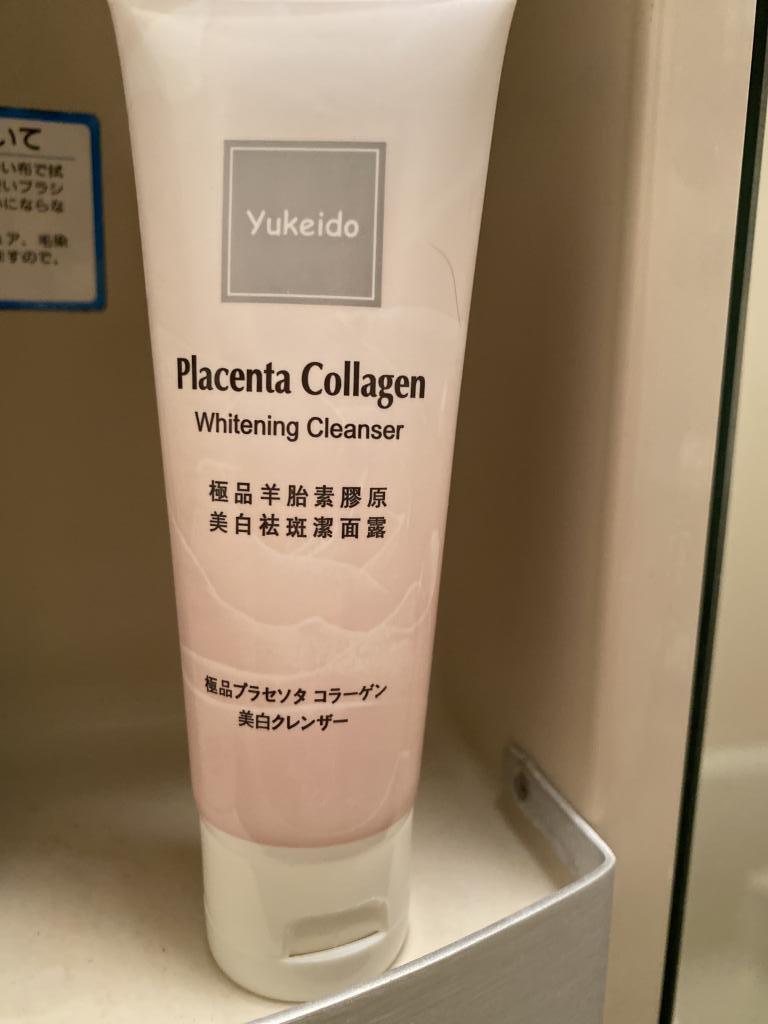 いて
い布で拭
いブラシ
いにならな
ア、毛染
ますので、
Yukeido
Placenta Collagen
Whitening Cleanser
極品羊胎素膠原
美白袪斑潔面露
極品プラセソタ コラーゲン
美白クレンザー